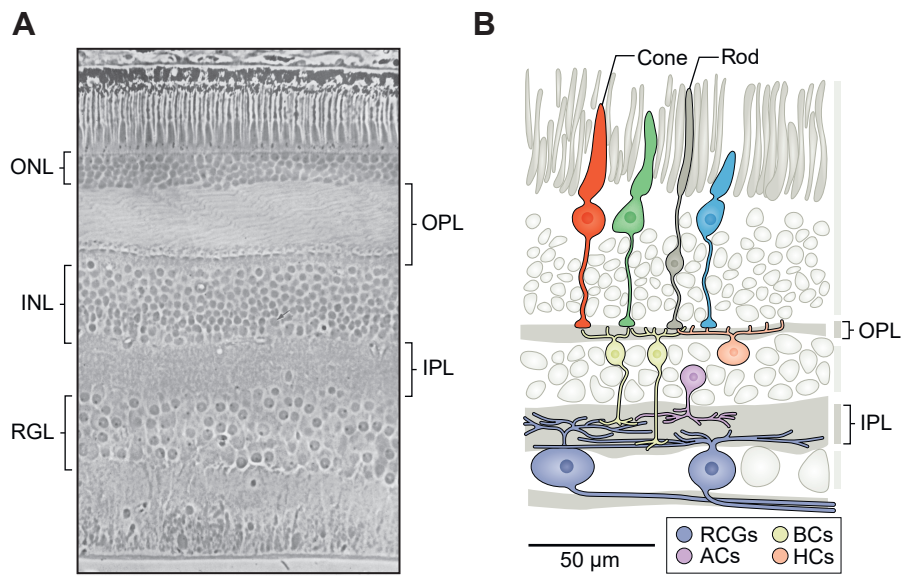 A
B
Cone
Rod
ONL
OPL
INL
IPL
RGL
OPL
IPL
RCGs
BCs
ACs
HCs
50 µm